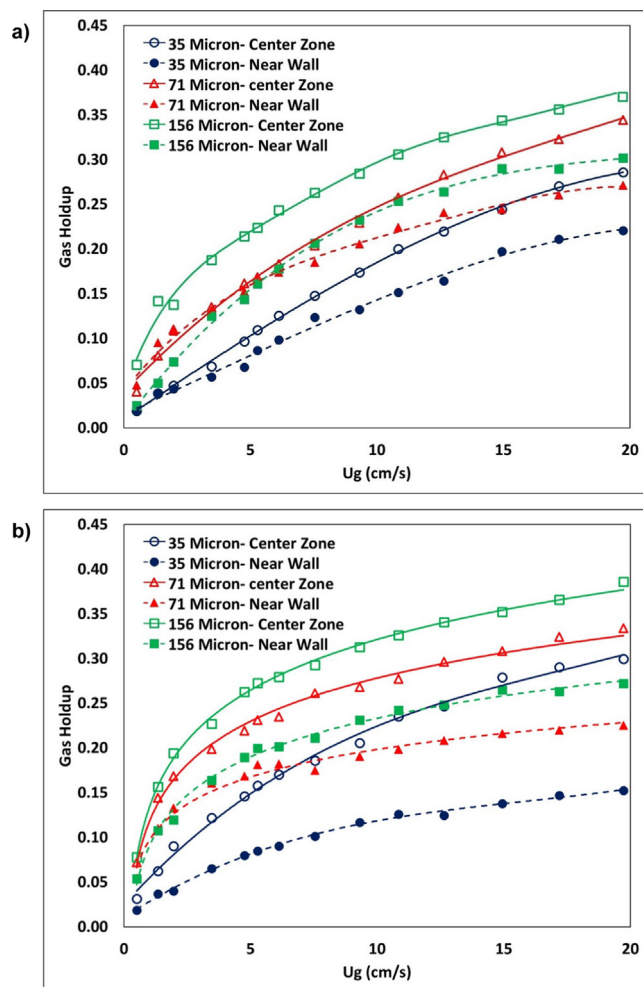 a)
0.45
0.40
0.35
0.30
0.25
0.20
0.15
0.10
0.05
0.00
Gas Holdup
35 Micron- Center Zone
35 Micron- Near Wall
71 Micron- center Zone
71 Micron- Near Wall
156 Micron- Center Zone
156 Micron- Near Wall
0 5 10 15 20
Ug (cm/s)
b)
0.45
0.40
0.35
0.30
0.25
0.20
0.15
0.10
0.05
0.00
Gas Holdup
35 Micron- Center Zone
35 Micron- Near Wall
71 Micron- center Zone
71 Micron- Near Wall
156 Micron- Center Zone
156 Micron- Near Wall
0 5 10 15 20
Ug (cm/s)